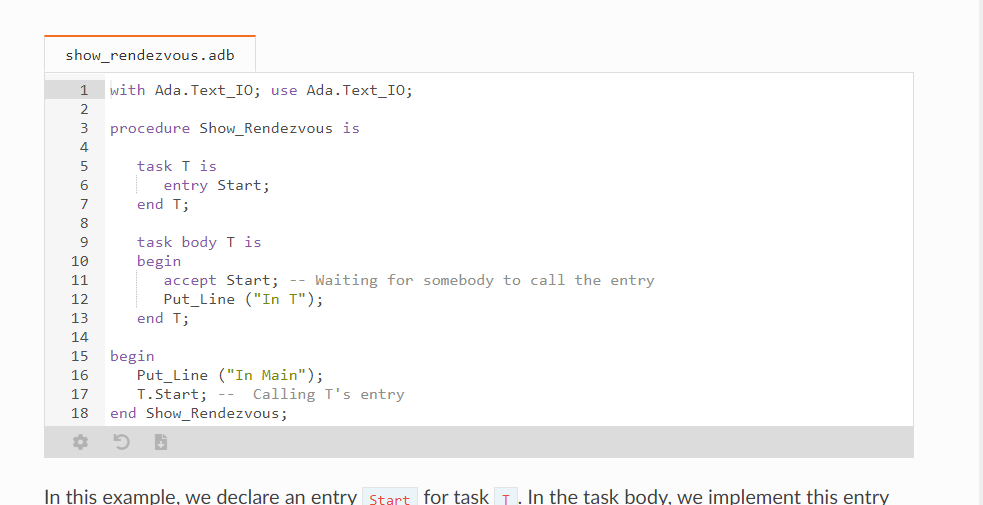 show_rendezvous.adb
1 with Ada.Text_IO; use Ada.Text_IO;
2
3 procedure Show_Rendezvous is
4
5    task T is
6       entry Start;
7    end T;
8
9    task body T is
10    begin
11       accept Start; -- Waiting for somebody to call the entry
12       Put_Line ("In T");
13    end T;
14
15 begin
16    Put_Line ("In Main");
17    T.Start; --  Calling T's entry
18 end Show_Rendezvous;
In this example, we declare an entry Start for task T. In the task body, we implement this entry